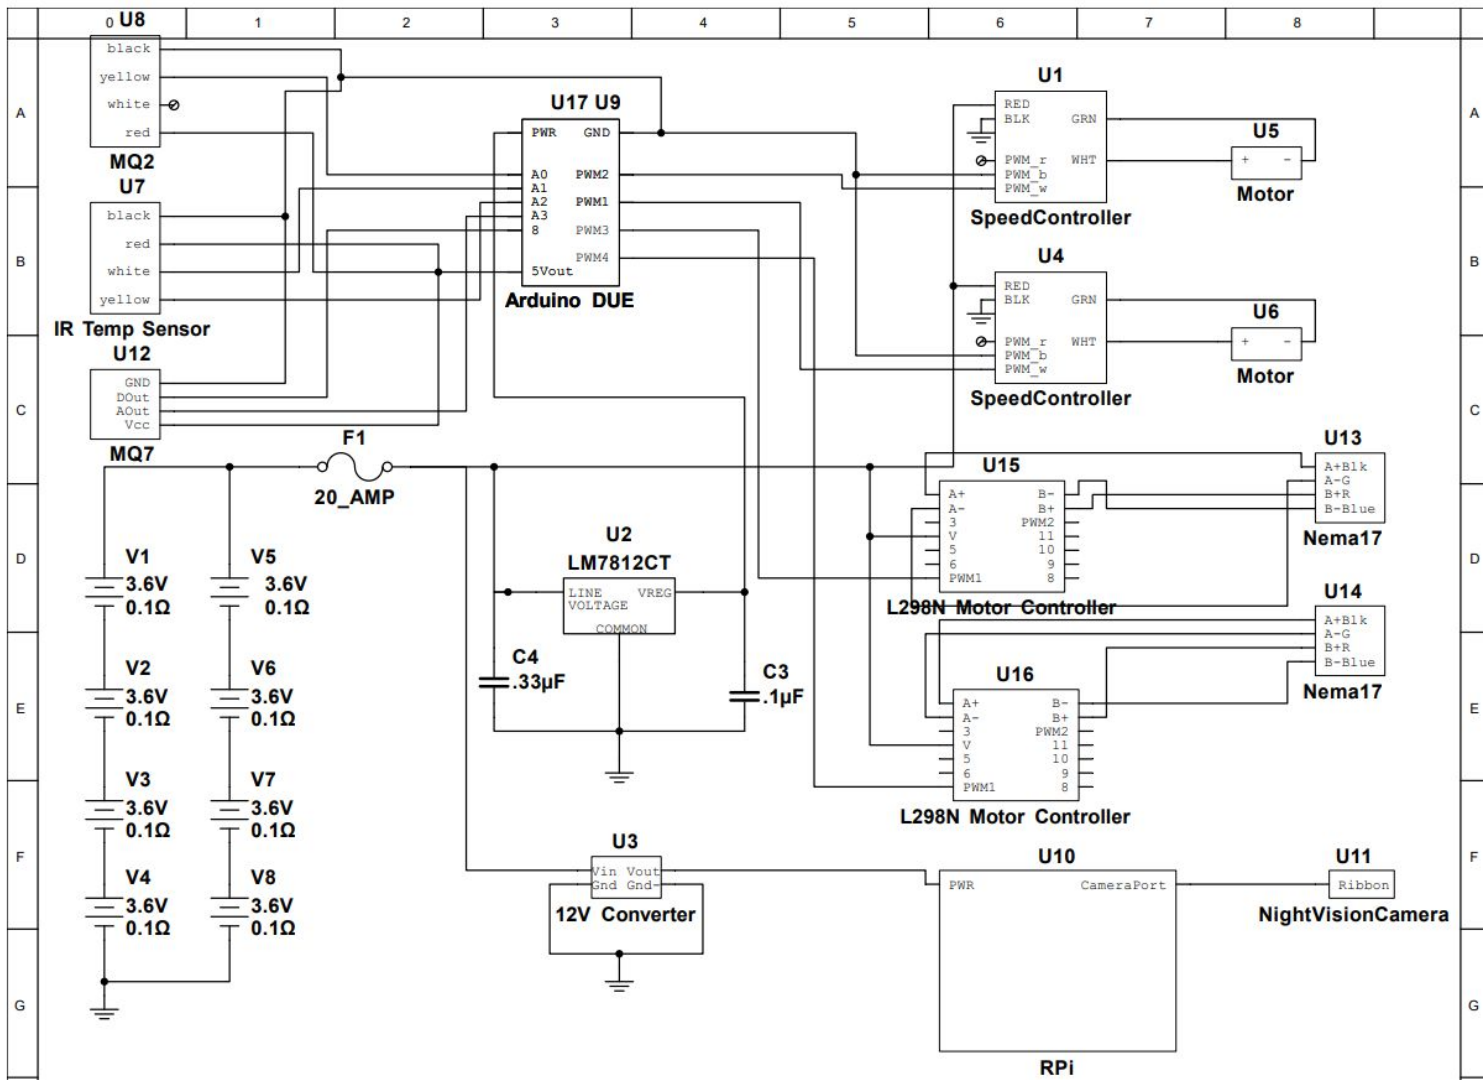 0 1 2 3 4 5 6 7 8
A A
B B
C C
D D
E E
F F
G G
U8
black
yellow
white
red
MQ2
U7
black
red
white
yellow
IR Temp Sensor
U12
GND
DOut
AOut
Vcc
MQ7
U17 U9
PWR GND
A0 PWM2
A1
A2 PWM1
A3
8 PWM3
PWM4
5Vout
Arduino DUE
U1
RED
BLK GRN
PWM_r WHT
PWM_b
PWM_w
SpeedController
U5
+ -
Motor
U4
RED
BLK GRN
PWM_r WHT
PWM_b
PWM_w
SpeedController
U6
+ -
Motor
F1
20_AMP
U15
A+ B-
A- B+
3 PWM2
V 11
5 10
6 9
PWM1 8
L298N Motor Controller
U13
A+Blk
A-G
B+R
B-Blue
Nema17
U14
A+Blk
A-G
B+R
B-Blue
Nema17
U16
A+ B-
A- B+
3 PWM2
V 11
5 10
6 9
PWM1 8
L298N Motor Controller
V1
3.6V
0.1Ω
V5
3.6V
0.1Ω
V2
3.6V
0.1Ω
V6
3.6V
0.1Ω
V3
3.6V
0.1Ω
V7
3.6V
0.1Ω
V4
3.6V
0.1Ω
V8
3.6V
0.1Ω
U2
LM7812CT
LINE VREG
VOLTAGE
COMMON
C4
.33µF
C3
.1µF
U3
Vin Vout
Gnd Gnd-
12V Converter
U10
PWR CameraPort
RPi
U11
Ribbon
NightVisionCamera